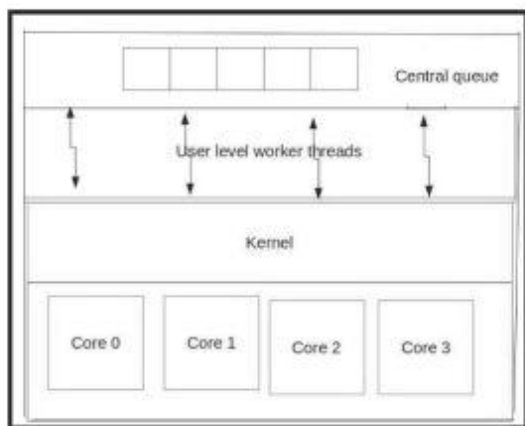 Central queue
User level worker threads
Kernel
Core 0
Core 1
Core 2
Core 3